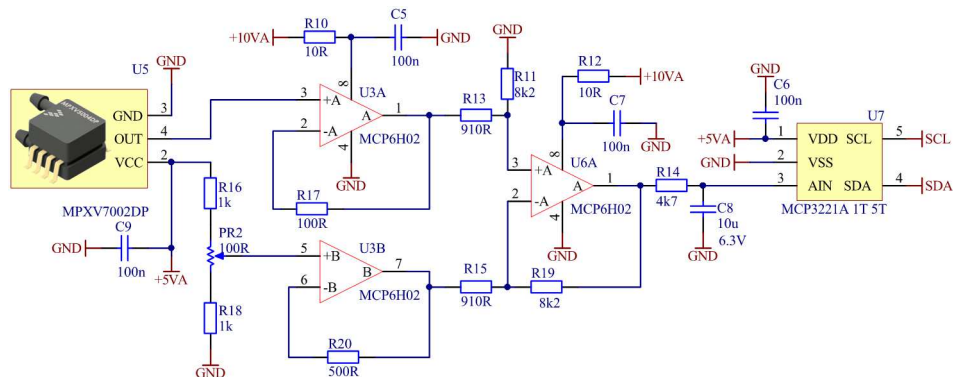 R10
+10VA
10R
C5
GND
100n
U5
GND
MPXV5004DP
GND
3
OUT
4
VCC
2
MPXV7002DP
GND
C9
100n
+5VA
R16
1k
PR2
100R
R18
1k
GND
U3A
8
3
+A
A
1
2
-A
4
MCP6H02
GND
R17
100R
U3B
5
+B
B
7
6
-B
MCP6H02
R20
500R
GND
R11
8k2
R13
910R
R12
10R
+10VA
C7
100n
GND
U6A
8
3
+A
A
1
2
-A
4
MCP6H02
GND
R15
910R
R19
8k2
R14
4k7
C8
10u
6.3V
GND
GND
C6
100n
U7
+5VA
1
VDD
SCL
5
SCL
GND
2
VSS
3
AIN
SDA
4
SDA
MCP3221A 1T 5T